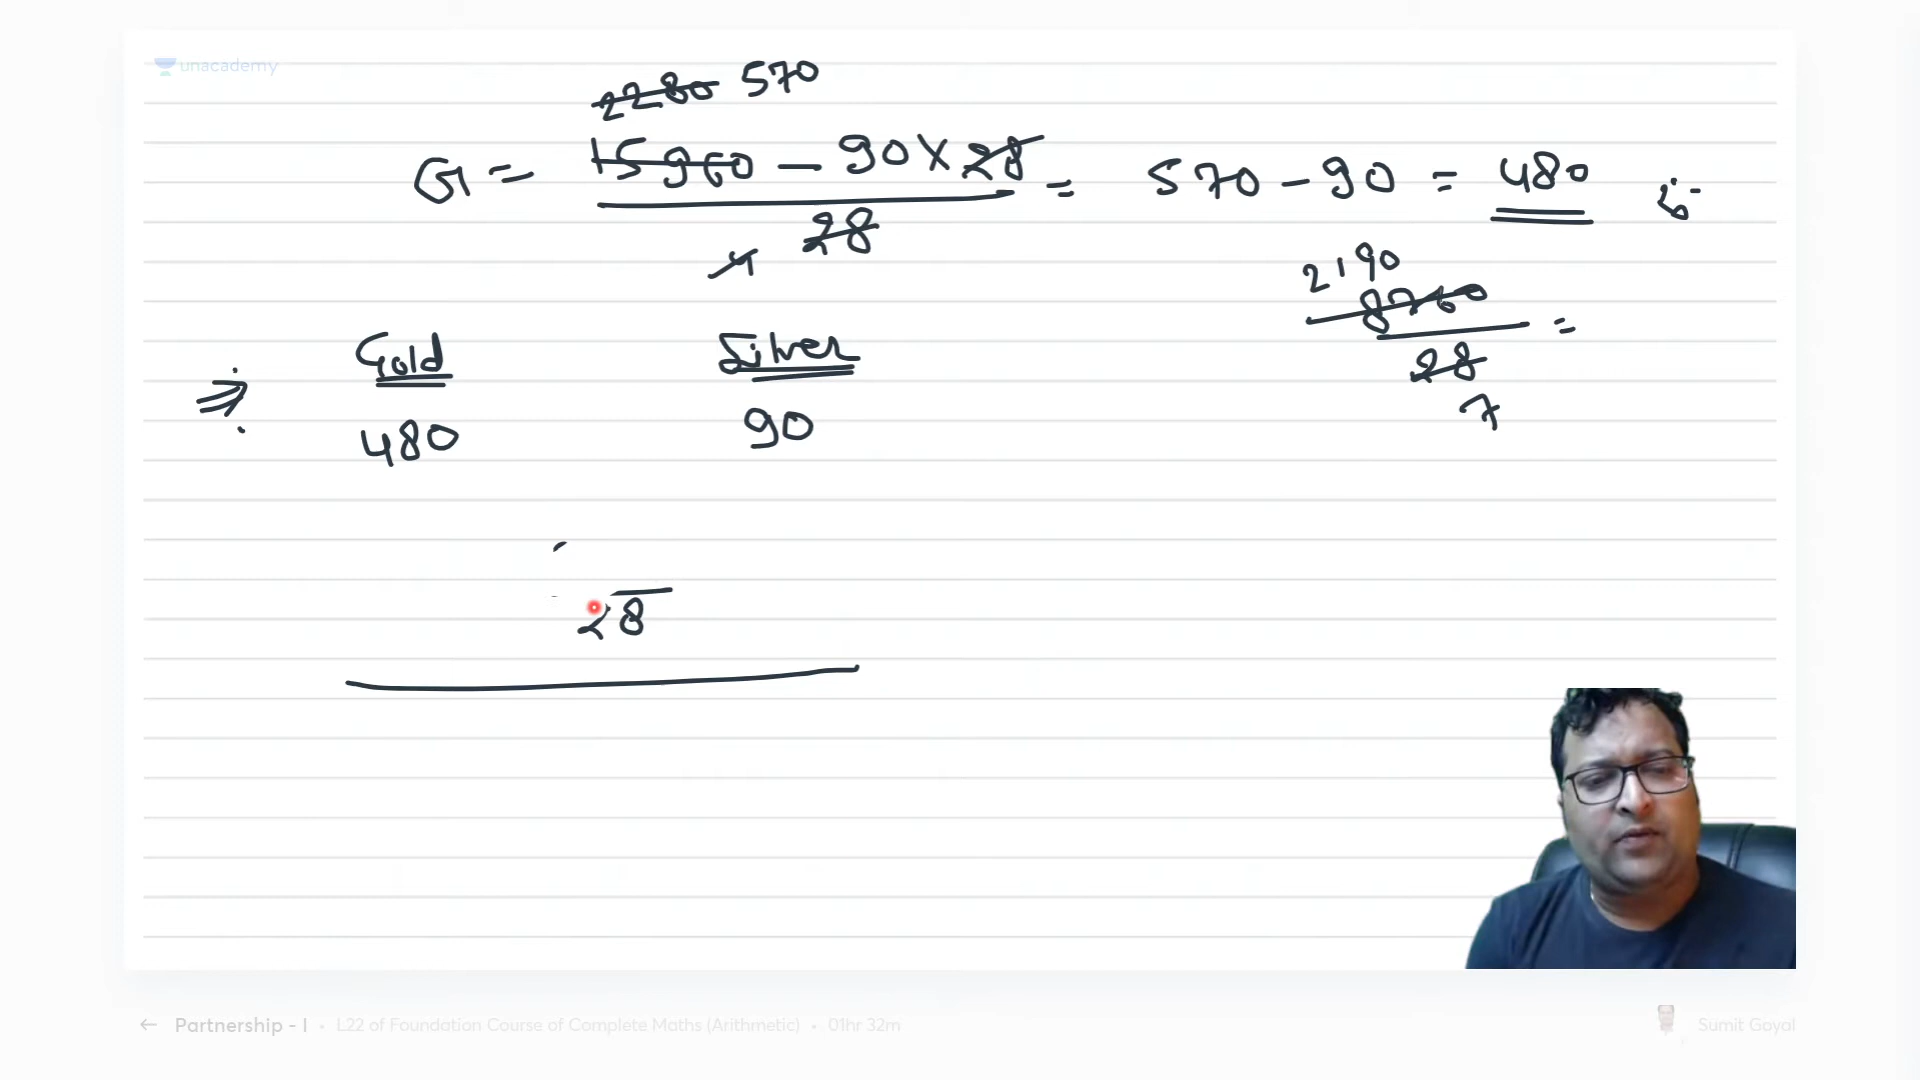 unacademy
2280 570
G = 15960 - 90 X 28 = 570 - 90 = 480
28
4
2190
8760 =
28
7
⇒ Gold Silver
480 90
28
← Partnership - I • L22 of Foundation Course of Complete Maths (Arithmetic) • 01hr 32m
Sumit Goyal